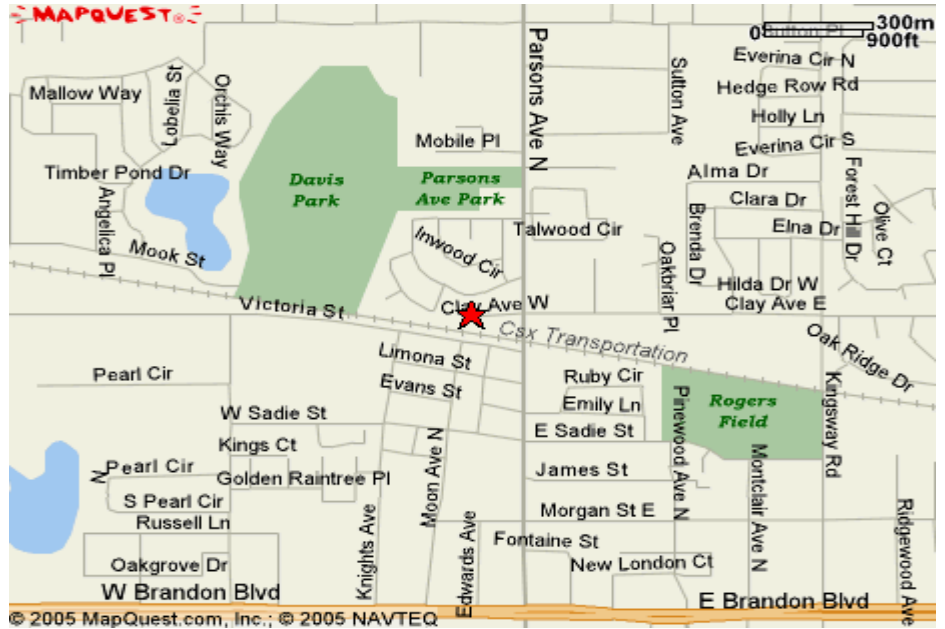 MAPQUEST
300m
0
Sutton Pl
900ft
Everina Cir N
Mallow Way
Lobelia St
Orchis Way
Parsons Ave N
Sutton Ave
Hedge Row Rd
Holly Ln
Mobile Pl
Everina Cir S
Timber Pond Dr
Davis
Park
Parsons
Ave Park
Alma Dr
Forest Hill Dr
Clara Dr
Angelica Pl
Talwood Cir
Brenda Dr
Elna Dr
Olive Ct
Mook St
Inwood Cir
Oakbriar Pl
Hilda Dr W
Victoria St
Clay Ave W
Clay Ave E
Csx Transportation
Oak Ridge Dr
Limona St
Pearl Cir
Evans St
Ruby Cir
Emily Ln
Pinewood Ave N
Rogers
Field
Kingsway Rd
W Sadie St
E Sadie St
Kings Ct
Moon Ave N
Pearl Cir
N
Golden Raintree Pl
James St
Montclair Ave N
S Pearl Cir
Russell Ln
Knights Ave
Edwards Ave
Morgan St E
Ridgewood Ave
Fontaine St
Oakgrove Dr
New London Ct
W Brandon Blvd
E Brandon Blvd
© 2005 MapQuest.com, Inc.; © 2005 NAVTEQ